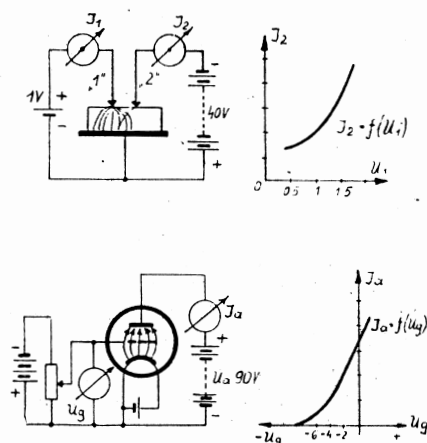 J₁
J₂
„1"
„2"
1V
+
-
-
40V
+
J₂
J₂ = f(U₁)
0
0.5
1
1.5
U₁
-
+
Ug
Ja
+
Ua 90V
-
Ja
Ja = f(Ug)
-Ug
-6
-4
-2
+
Ug